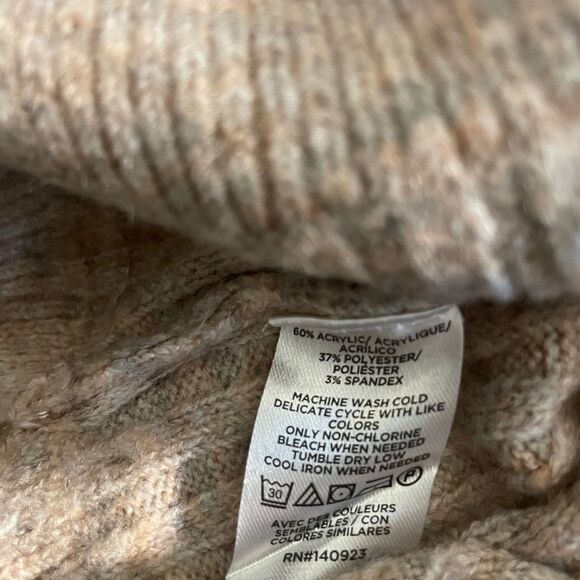 60% ACRYLIC/ ACRYLIQUE/
ACRÍLICO
37% POLYESTER/
POLIÉSTER
3% SPANDEX
MACHINE WASH COLD
DELICATE CYCLE WITH LIKE
COLORS
ONLY NON-CHLORINE
BLEACH WHEN NEEDED
TUMBLE DRY LOW
COOL IRON WHEN NEEDED
30 P
AVEC DES COULEURS
SEMBLABLES / CON
COLORES SIMILARES
RN#140923